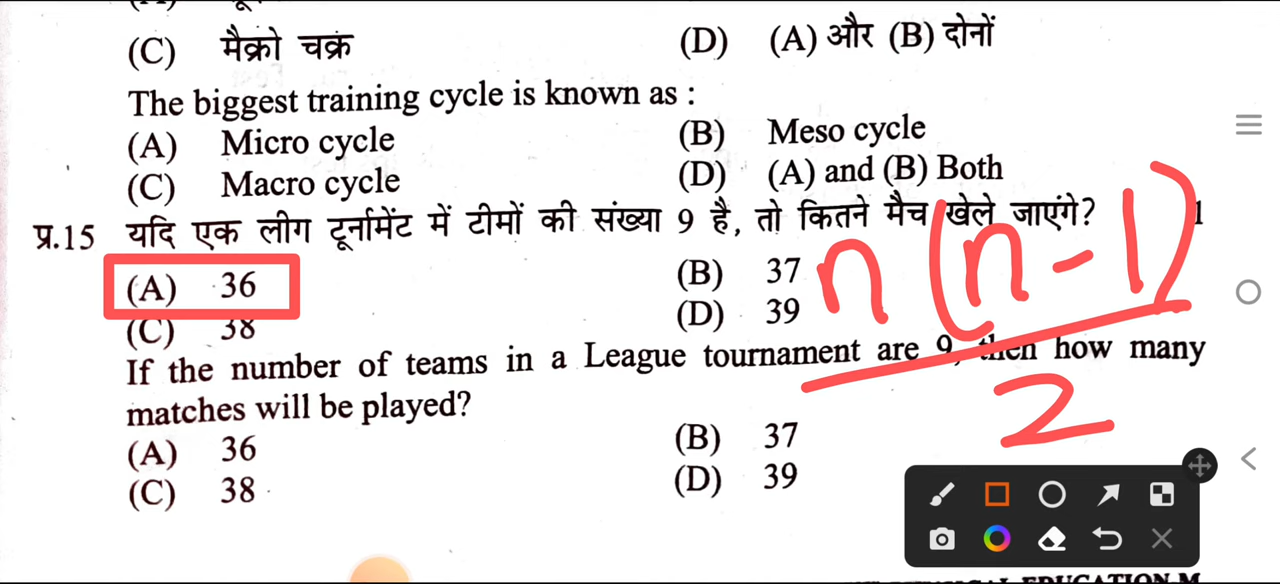 (C) मैक्रो चक्र (D) (A) और (B) दोनों
The biggest training cycle is known as :
(A) Micro cycle (B) Meso cycle
(C) Macro cycle (D) (A) and (B) Both
प्र.15 यदि एक लीग टूर्नामेंट में टीमों की संख्या 9 है, तो कितने मैच खेले जाएंगे? 1
(A) 36 (B) 37
(C) 38 (D) 39
n(n-1)
2
If the number of teams in a League tournament are 9, then how many
matches will be played?
(A) 36 (B) 37
(C) 38 (D) 39